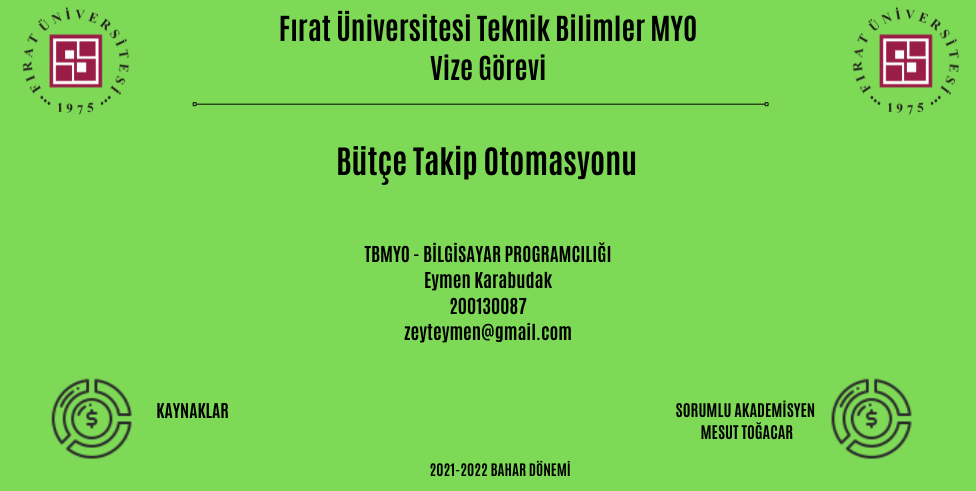 FIRAT ÜNİVERSİTESİ
1975
FIRAT ÜNİVERSİTESİ
1975
Fırat Üniversitesi Teknik Bilimler MYO
Vize Görevi
Bütçe Takip Otomasyonu
TBMYO - BİLGİSAYAR PROGRAMCILIĞI
Eymen Karabudak
200130087
zeyteymen@gmail.com
$
KAYNAKLAR
SORUMLU AKADEMİSYEN
MESUT TOĞACAR
$
2021-2022 BAHAR DÖNEMİ